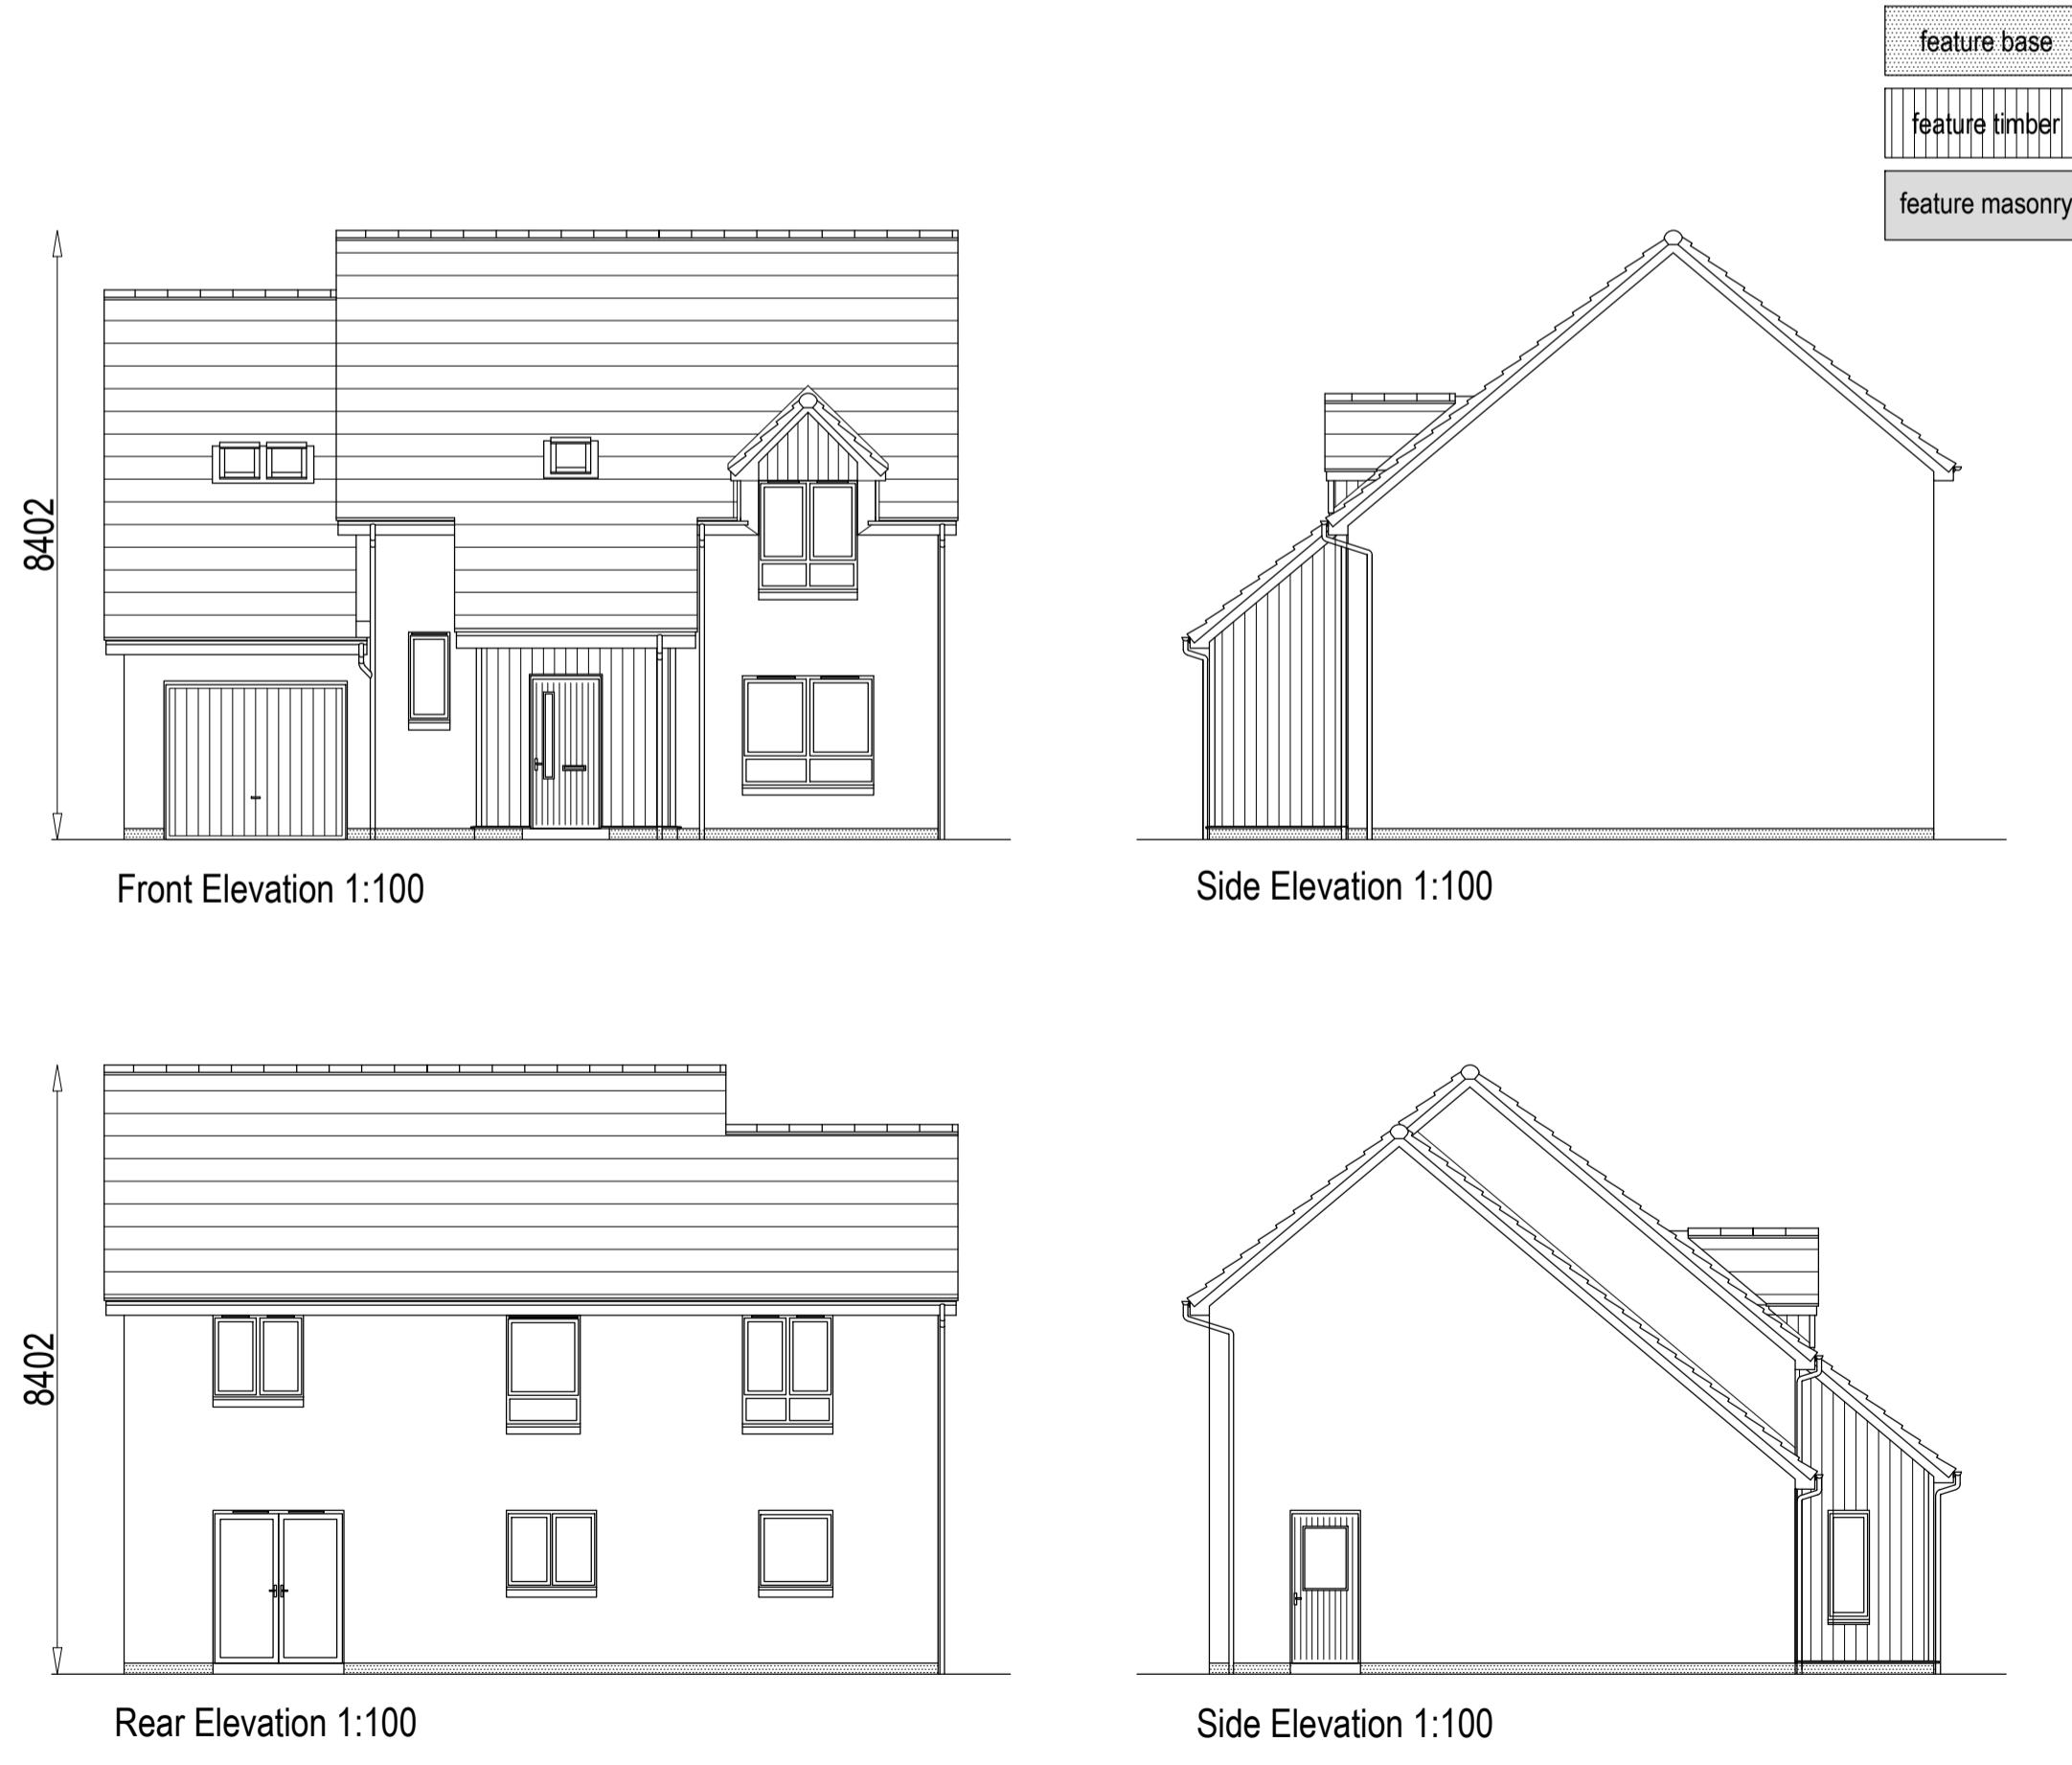 feature base
feature timber
feature masonry
8402
Front Elevation 1:100
Side Elevation 1:100
8402
Rear Elevation 1:100
Side Elevation 1:100